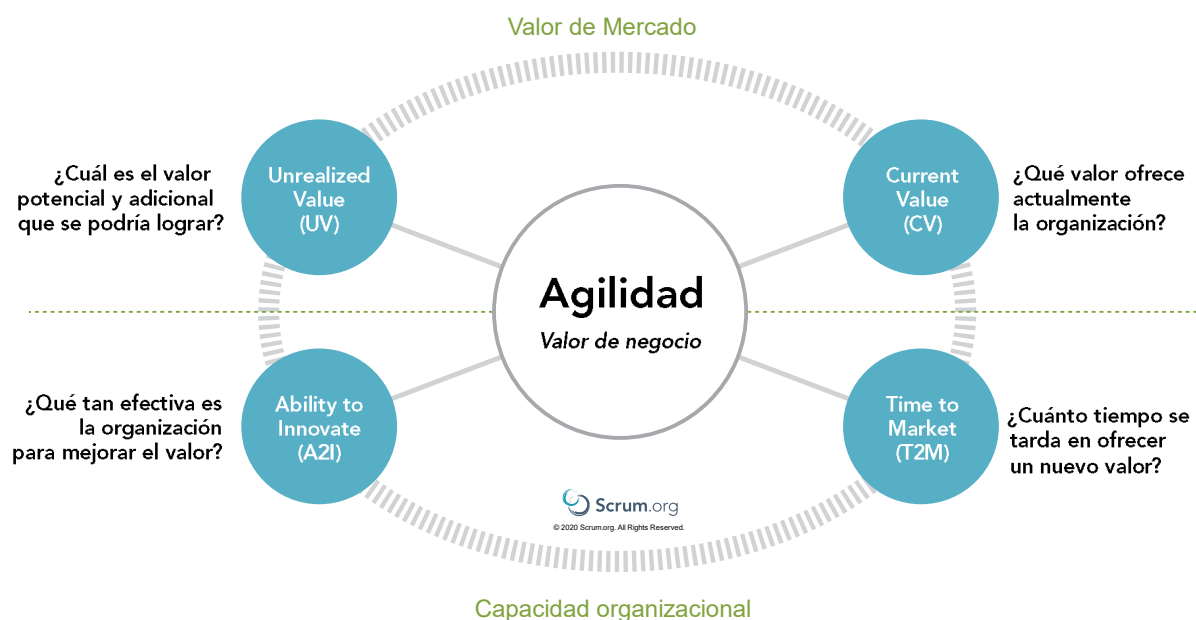 Valor de Mercado
¿Cuál es el valor
potencial y adicional
que se podría lograr?
Unrealized
Value
(UV)
Current
Value
(CV)
¿Qué valor ofrece
actualmente
la organización?
Agilidad
Valor de negocio
¿Qué tan efectiva es
la organización
para mejorar el valor?
Ability to
Innovate
(A2I)
Time to
Market
(T2M)
¿Cuánto tiempo se
tarda en ofrecer
un nuevo valor?
Scrum.org
© 2020 Scrum.org. All Rights Reserved.
Capacidad organizacional